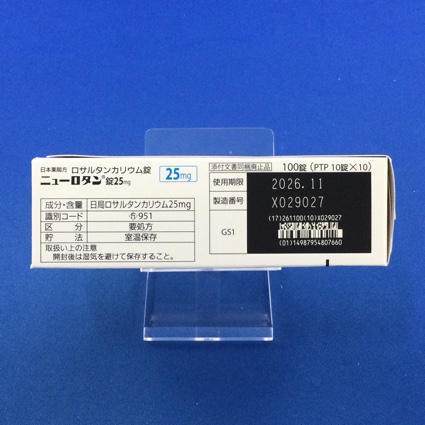 日本薬局方 ロサルタンカリウム錠
ニューロタン®錠25mg
25mg
添付文書同梱廃止品
100錠 (PTP 10錠×10)
成分・含量 日局ロサルタンカリウム25mg
識別コード 951
区分 要処方
貯法 室温保存
取扱い上の注意
開封後は湿気を避けて保存すること。
使用期限 2026.11
製造番号 X029027
GS1
(17)261100(10)X029027
(01)14987954807660